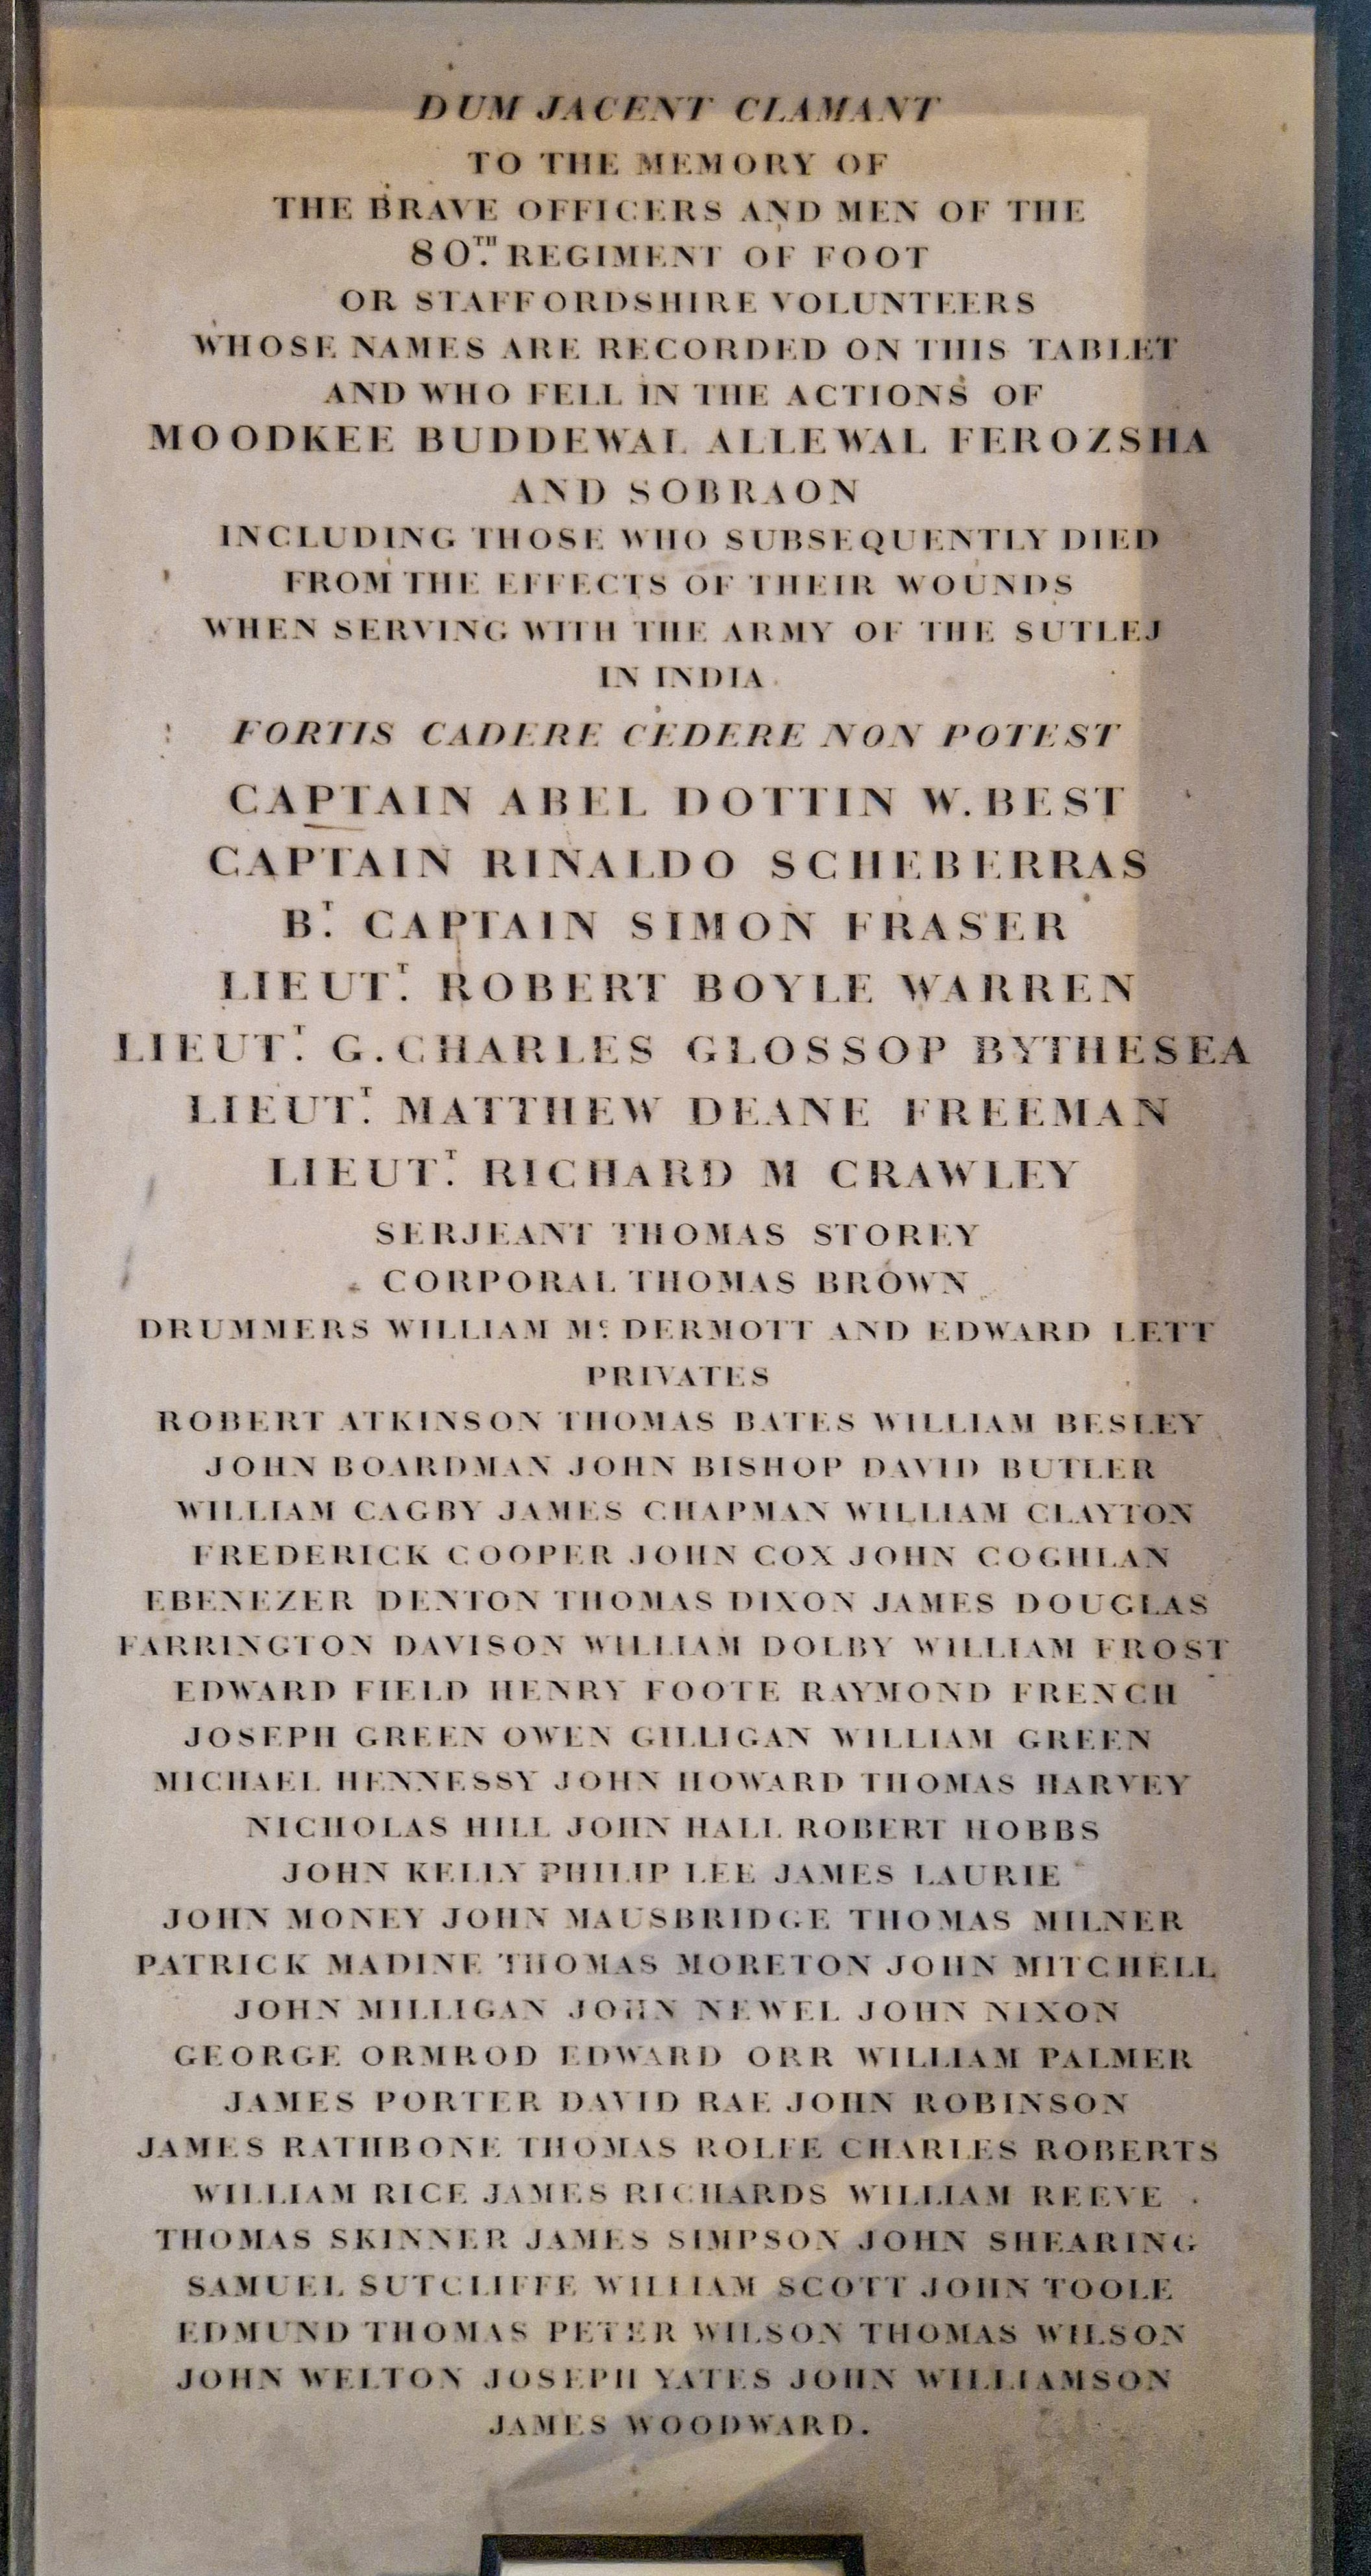 DUM JACENT CLAMANT
TO THE MEMORY OF
THE BRAVE OFFICERS AND MEN OF THE
80TH. REGIMENT OF FOOT
OR STAFFORDSHIRE VOLUNTEERS
WHOSE NAMES ARE RECORDED ON THIS TABLET
AND WHO FELL IN THE ACTIONS OF
MOODKEE BUDDEWAL ALLEWAL FEROZSHA
AND SOBRAON
INCLUDING THOSE WHO SUBSEQUENTLY DIED
FROM THE EFFECTS OF THEIR WOUNDS
WHEN SERVING WITH THE ARMY OF THE SUTLEJ
IN INDIA
FORTIS CADERE CEDERE NON POTEST
CAPTAIN ABEL DOTTIN W. BEST
CAPTAIN RINALDO SCHEBERRAS
BT. CAPTAIN SIMON FRASER
LIEUTT. ROBERT BOYLE WARREN
LIEUTT. G. CHARLES GLOSSOP BYTHESEA
LIEUTT. MATTHEW DEANE FREEMAN
LIEUTT. RICHARD M CRAWLEY
SERJEANT THOMAS STOREY
CORPORAL THOMAS BROWN
DRUMMERS WILLIAM Mc. DERMOTT AND EDWARD LETT
PRIVATES
ROBERT ATKINSON THOMAS BATES WILLIAM BESLEY
JOHN BOARDMAN JOHN BISHOP DAVID BUTLER
WILLIAM CAGBY JAMES CHAPMAN WILLIAM CLAYTON
FREDERICK COOPER JOHN COX JOHN COGHLAN
EBENEZER DENTON THOMAS DIXON JAMES DOUGLAS
FARRINGTON DAVISON WILLIAM DOLBY WILLIAM FROST
EDWARD FIELD HENRY FOOTE RAYMOND FRENCH
JOSEPH GREEN OWEN GILLIGAN WILLIAM GREEN
MICHAEL HENNESSY JOHN HOWARD THOMAS HARVEY
NICHOLAS HILL JOHN HALL ROBERT HOBBS
JOHN KELLY PHILIP LEE JAMES LAURIE
JOHN MONEY JOHN MAUSBRIDGE THOMAS MILNER
PATRICK MADINE THOMAS MORETON JOHN MITCHELL
JOHN MILLIGAN JOHN NEWEL JOHN NIXON
GEORGE ORMROD EDWARD ORR WILLIAM PALMER
JAMES PORTER DAVID RAE JOHN ROBINSON
JAMES RATHBONE THOMAS ROLFE CHARLES ROBERTS
WILLIAM RICE JAMES RICHARDS WILLIAM REEVE
THOMAS SKINNER JAMES SIMPSON JOHN SHEARING
SAMUEL SUTCLIFFE WILLIAM SCOTT JOHN TOOLE
EDMUND THOMAS PETER WILSON THOMAS WILSON
JOHN WELTON JOSEPH YATES JOHN WILLIAMSON
JAMES WOODWARD.